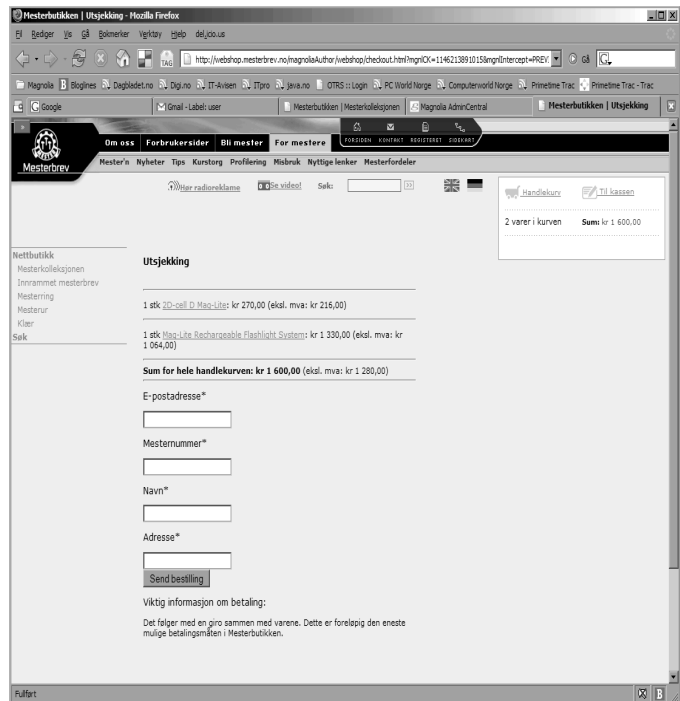 Mesterbutikken | Utsjekking - Mozilla Firefox
Fil Rediger Vis Gå Bokmerker Verktøy Hjelp del.icio.us
http://webshop.mesterbrev.no/magnoliaAuthor/webshop/checkout.html?mgnlCK=1146213891015&mgnlIntercept=PREV: Gå
Magnolia Bloglines Dagbladet.no Digi.no IT-Avisen ITpro java.no OTRS :: Login PC World Norge Computerworld Norge Primetime Trac Primetime Trac - Trac
Google Gmail - Label: user Mesterbutikken | Mesterkolleksjonen Magnolia AdminCentral Mesterbutikken | Utsjekking
Mesterbrev
Om oss Forbrukersider Bli mester For mestere
FORSIDEN KONTAKT REGISTERET SIDEKART
Mester'n Nyheter Tips Kurstorg Profilering Misbruk Nyttige lenker Mesterfordeler
Hør radioreklame Se video! Søk:
Handlekurv Til kassen
2 varer i kurven Sum: kr 1 600,00
Nettbutikk
Mesterkolleksjonen
Innrammet mesterbrev
Mesterring
Mesterur
Klær
Søk
Utsjekking
1 stk 2D-cell D Mag-Lite: kr 270,00 (eksl. mva: kr 216,00)
1 stk Mag-Lite Rechargeable Flashlight System: kr 1 330,00 (eksl. mva: kr
1 064,00)
Sum for hele handlekurven: kr 1 600,00 (eksl. mva: kr 1 280,00)
E-postadresse*
Mesternummer*
Navn*
Adresse*
Send bestilling
Viktig informasjon om betaling:
Det følger med en giro sammen med varene. Dette er foreløpig den eneste
mulige betalingsmåten i Mesterbutikken.
Fullført